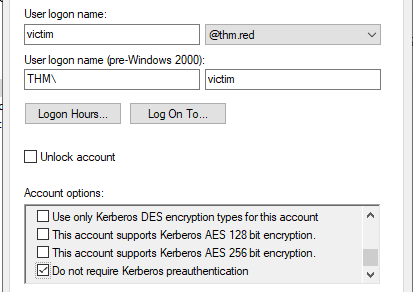 User logon name:
victim @thm.red
User logon name (pre-Windows 2000):
THM\ victim
Logon Hours... Log On To...
Unlock account
Account options:
Use only Kerberos DES encryption types for this account
This account supports Kerberos AES 128 bit encryption.
This account supports Kerberos AES 256 bit encryption.
Do not require Kerberos preauthentication